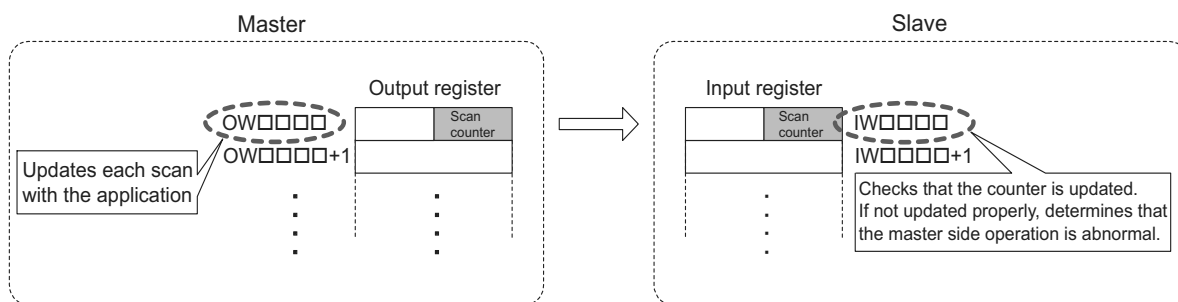 Master
Output register
OW□□□□
Scan
counter
OW□□□□+1
Updates each scan
with the application
Slave
Input register
Scan
counter
IW□□□□
IW□□□□+1
Checks that the counter is updated.
If not updated properly, determines that
the master side operation is abnormal.